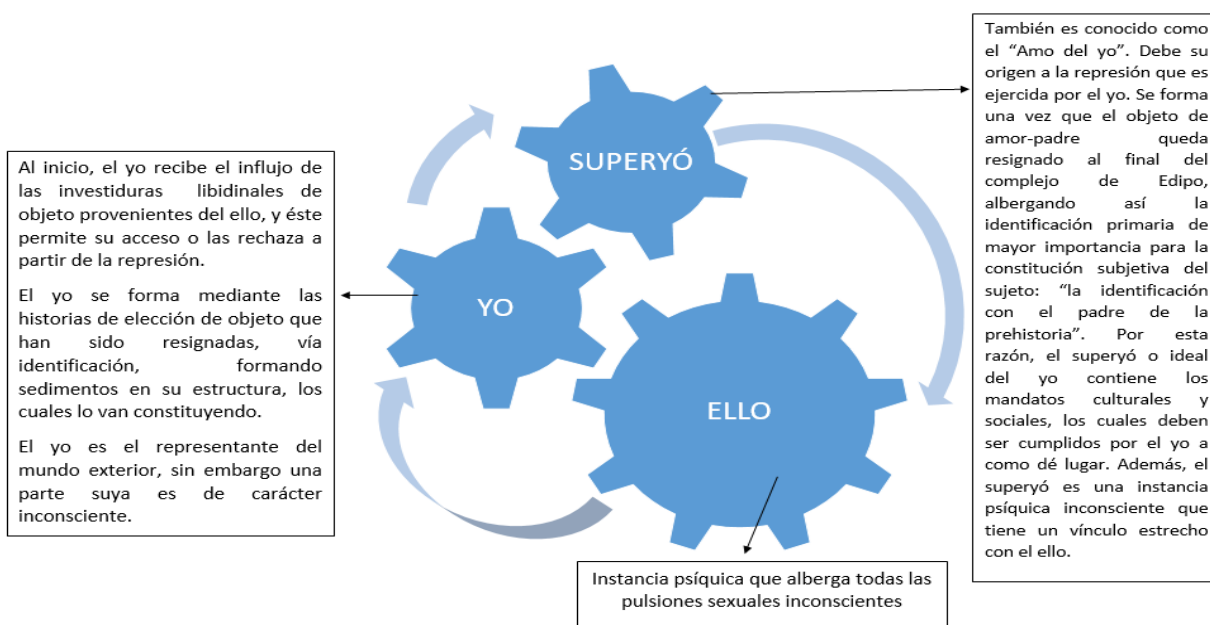 También es conocido como
el “Amo del yo”. Debe su
origen a la represión que es
ejercida por el yo. Se forma
una vez que el objeto de
amor-padre queda
resignado al final del
complejo de Edipo,
albergando así la
identificación primaria de
mayor importancia para la
constitución subjetiva del
sujeto: “la identificación
con el padre de la
prehistoria”. Por esta
razón, el superyó o ideal
del yo contiene los
mandatos culturales y
sociales, los cuales deben
ser cumplidos por el yo a
como dé lugar. Además, el
superyó es una instancia
psíquica inconsciente que
tiene un vínculo estrecho
con el ello.
SUPERYÓ
Al inicio, el yo recibe el influjo de
las investiduras libidinales de
objeto provenientes del ello, y éste
permite su acceso o las rechaza a
partir de la represión.
El yo se forma mediante las
historias de elección de objeto que
han sido resignadas, vía
identificación, formando
sedimentos en su estructura, los
cuales lo van constituyendo.
El yo es el representante del
mundo exterior, sin embargo una
parte suya es de carácter
inconsciente.
YO
ELLO
Instancia psíquica que alberga todas las
pulsiones sexuales inconscientes